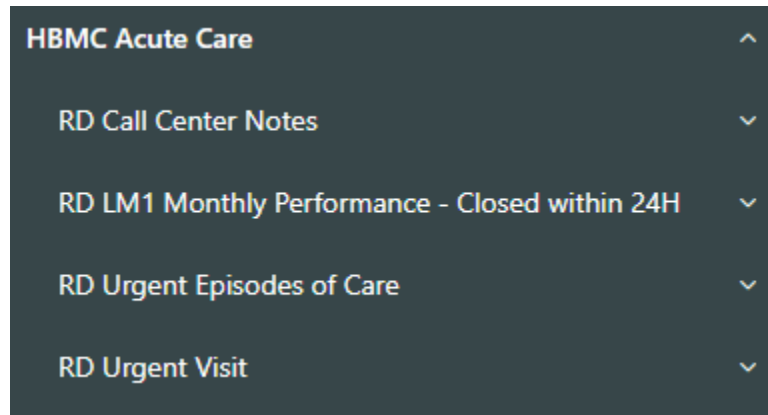 HBMC Acute Care
RD Call Center Notes
RD LM1 Monthly Performance - Closed within 24H
RD Urgent Episodes of Care
RD Urgent Visit